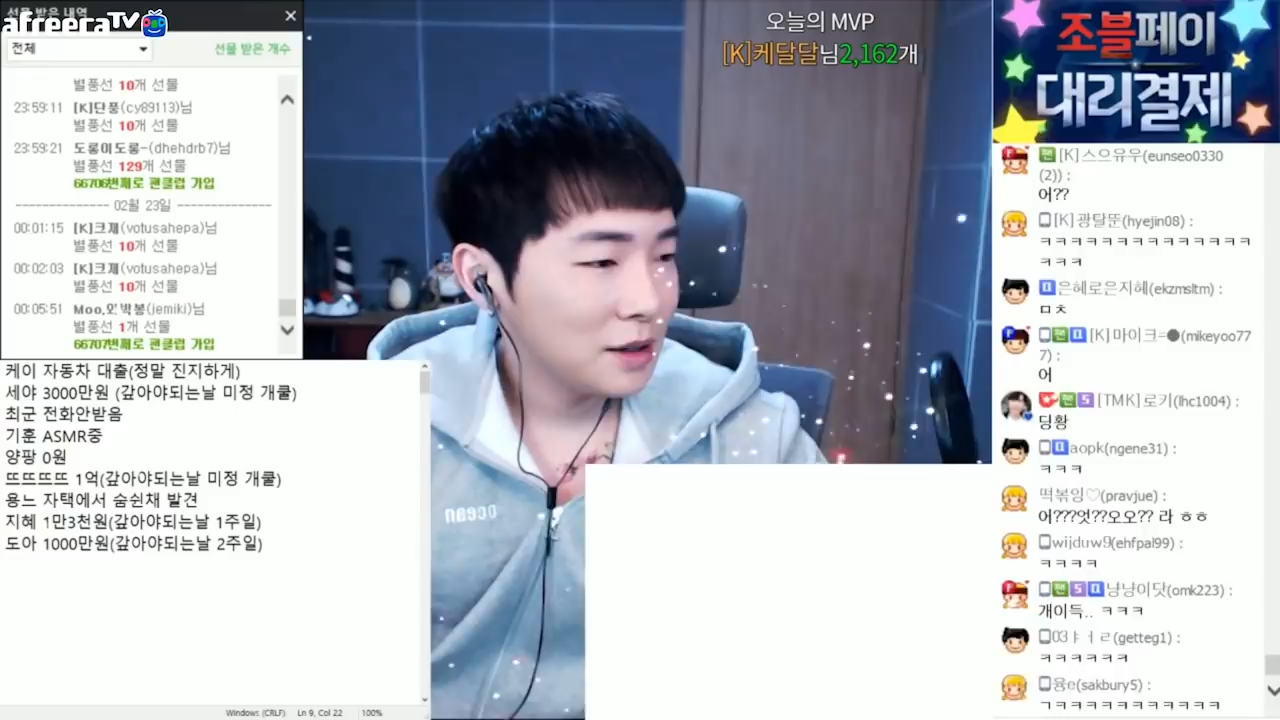 선물 받은 내역
afreecaTV
전체
선물 받은 개수
별풍선 10개 선물
23:59:11 [K]단풍(cy89113)님
별풍선 10개 선물
23:59:21 도롱이도롱~(dhehdrb7)님
별풍선 129개 선물
66706번째로 팬클럽 가입
02월 23일
00:01:15 [K]크제(votusahepa)님
별풍선 10개 선물
00:02:03 [K]크제(votusahepa)님
별풍선 10개 선물
00:05:51
별풍선 1개 선물
66707번째로 팬클럽 가입
케이 자동차 대출(정말 진지하게)
세야 3000만원 (갚아야되는날 미정 개쿨)
최군 전화안받음
기훈 ASMR중
양팡 0원
뜨뜨뜨뜨 1억(갚아야되는날 미정 개쿨)
용느 자택에서 숨쉰채 발견
지혜 1만3천원(갚아야되는날 1주일)
도아 1000만원(갚아야되는날 2주일)
Windows (CRLF) Ln 9, Col 22 100%
오늘의 MVP
[K]케달달님2,162개
ocean
조블페이
대리결제
[K]스으유우(eunseo0330
(2)) :
어??
[K]광탈뚠(hyejin08) :
ㅋㅋㅋㅋㅋㅋㅋㅋㅋㅋㅋㅋㅋㅋ
ㅋㅋㅋ
은혜로은지혜(ekzmsltm) :
ㅁㅊ
[K]마이크=●(mikeyoo77
7) :
어
[TMK]로키(lhc1004) :
딩황
aopk(ngene31) :
ㅋㅋㅋ
떡볶잉♡(pravjue) :
어???엇??오오?? 라 ㅎㅎ
wijduw9(ehfpal99) :
ㅋㅋㅋㅋ
냥냥이닷(omk223) :
개이득.. ㅋㅋㅋ
(getteg1) :
ㅋㅋㅋㅋㅋㅋ
융e(sakbury5) :
ㄱㅋㅋㅋㅋㅋㅋㅋㅋㅋㅋㅋ